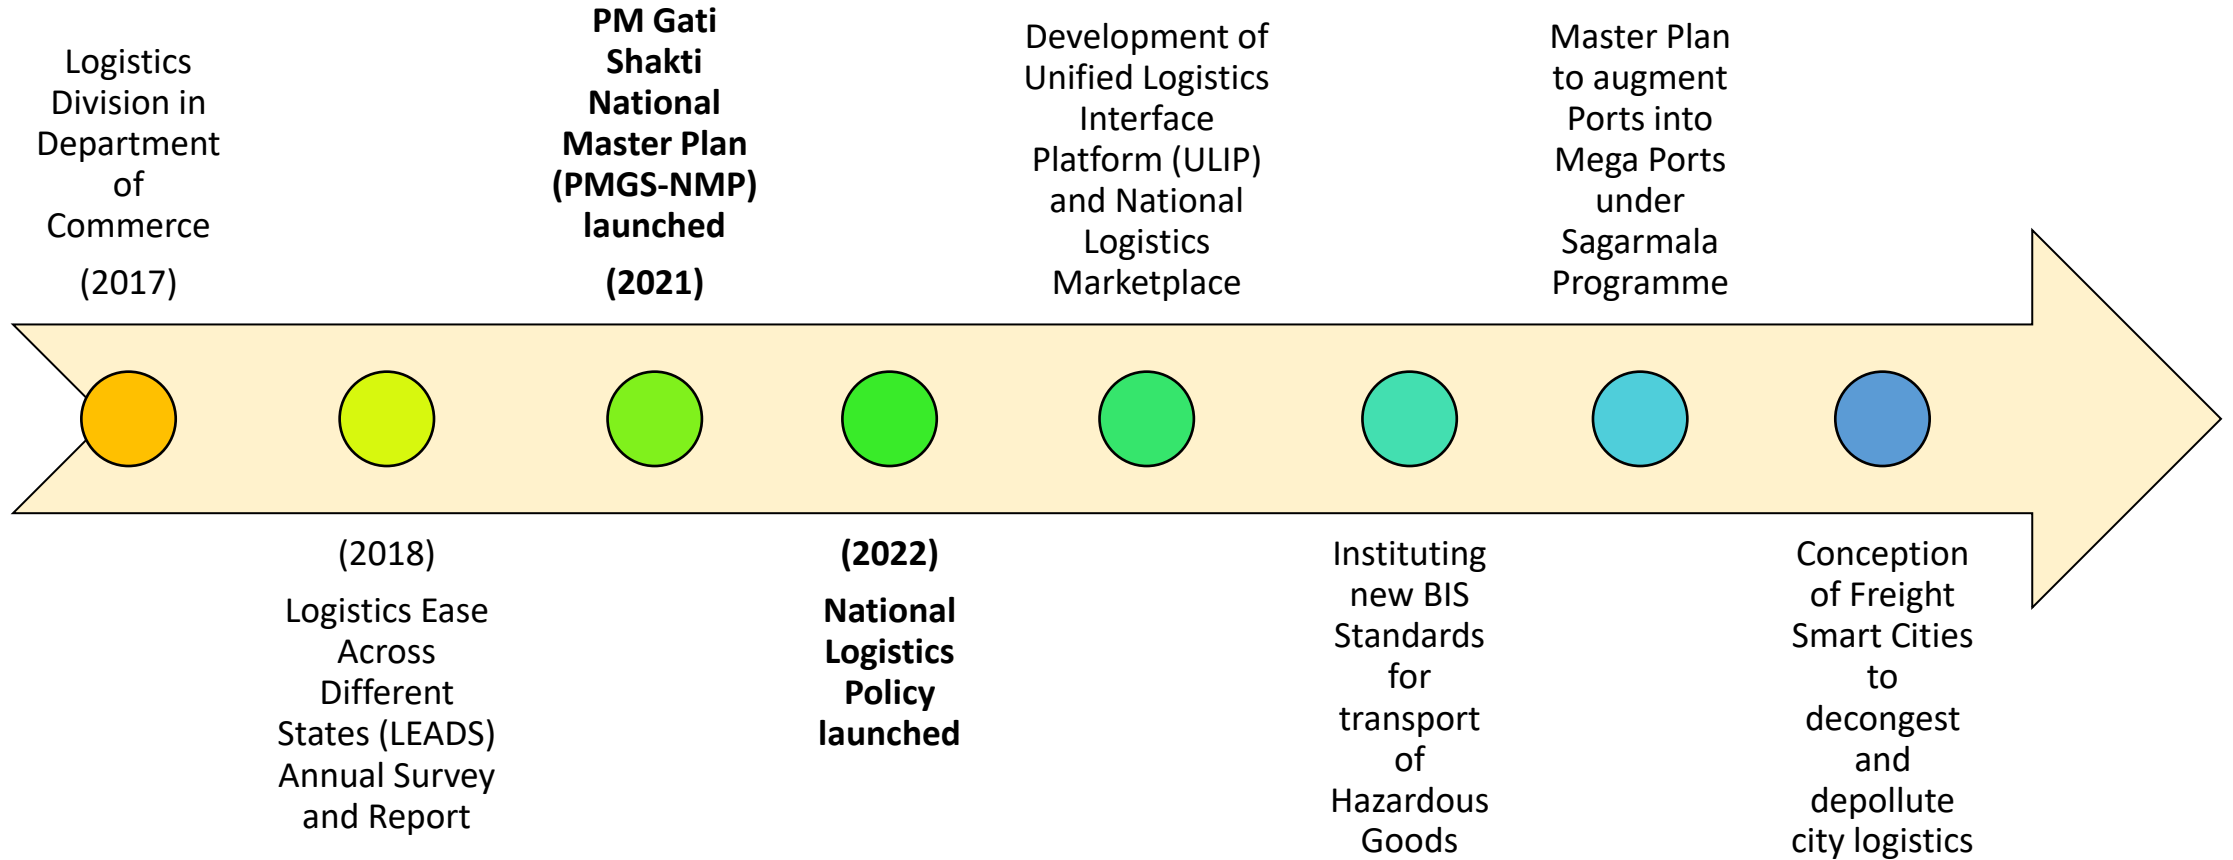 Logistics
Division in
Department
of
Commerce
(2017)
(2018)
Logistics Ease
Across
Different
States (LEADS)
Annual Survey
and Report
PM Gati
Shakti
National
Master Plan
(PMGS-NMP)
launched
(2021)
(2022)
National
Logistics
Policy
launched
Development of
Unified Logistics
Interface
Platform (ULIP)
and National
Logistics
Marketplace
Instituting
new BIS
Standards
for
transport
of
Hazardous
Goods
Master Plan
to augment
Ports into
Mega Ports
under
Sagarmala
Programme
Conception
of Freight
Smart Cities
to
decongest
and
depollute
city logistics